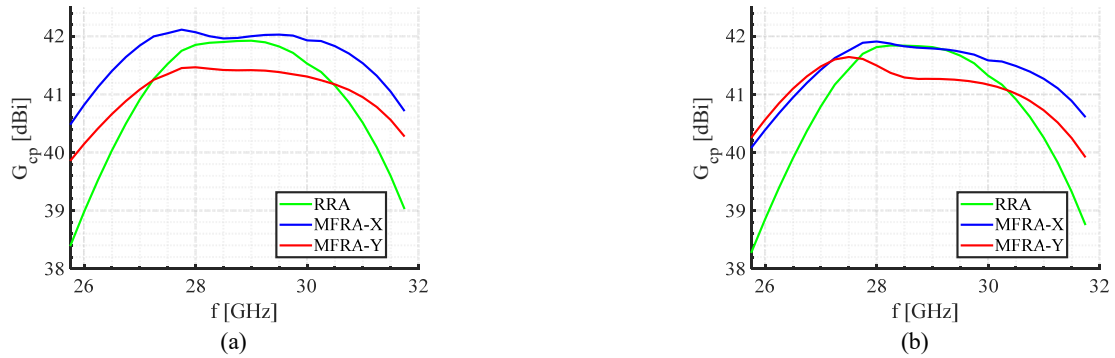 42
41
40
39
38
G_cp [dBi]
26 28 30 32
f [GHz]
RRA
MFRA-X
MFRA-Y
(a)
42
41
40
39
38
G_cp [dBi]
26 28 30 32
f [GHz]
RRA
MFRA-X
MFRA-Y
(b)